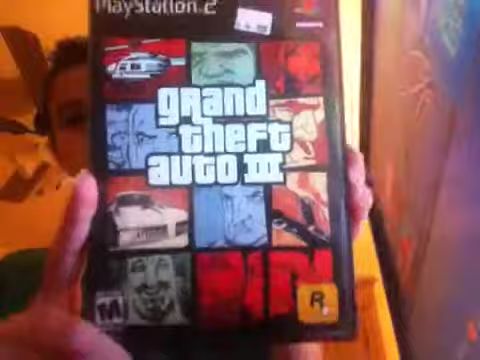 PlayStation 2
grand
theft
auto III
M
R